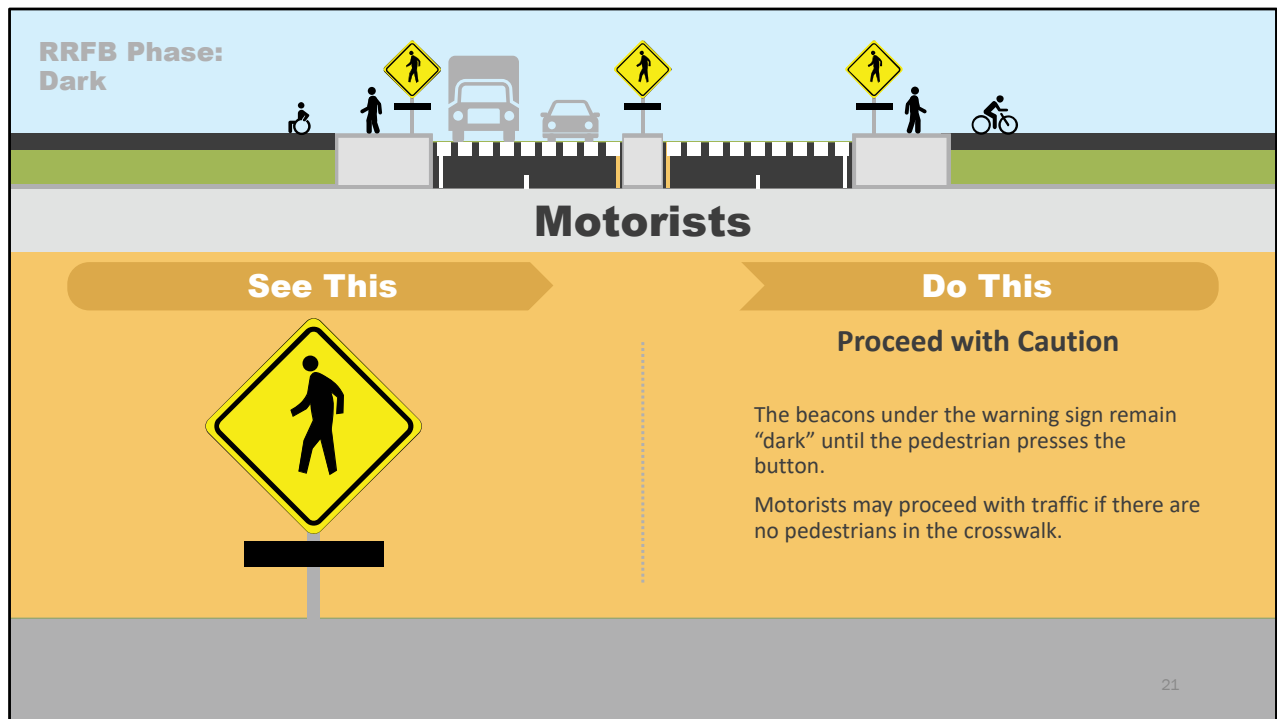 RRFB Phase:
Dark
Motorists
See This
Do This
Proceed with Caution
The beacons under the warning sign remain
“dark” until the pedestrian presses the
button.
Motorists may proceed with traffic if there are
no pedestrians in the crosswalk.
21